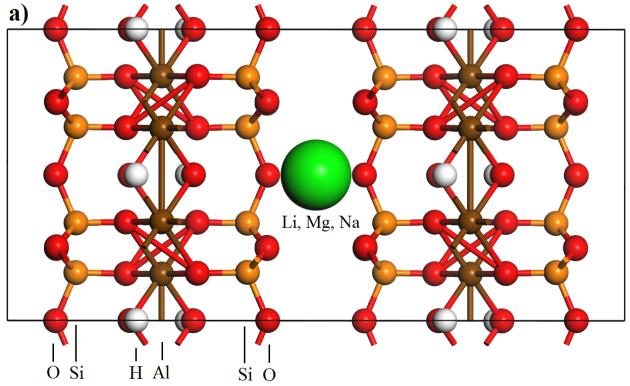 a)
Li, Mg, Na
O Si H Al Si O